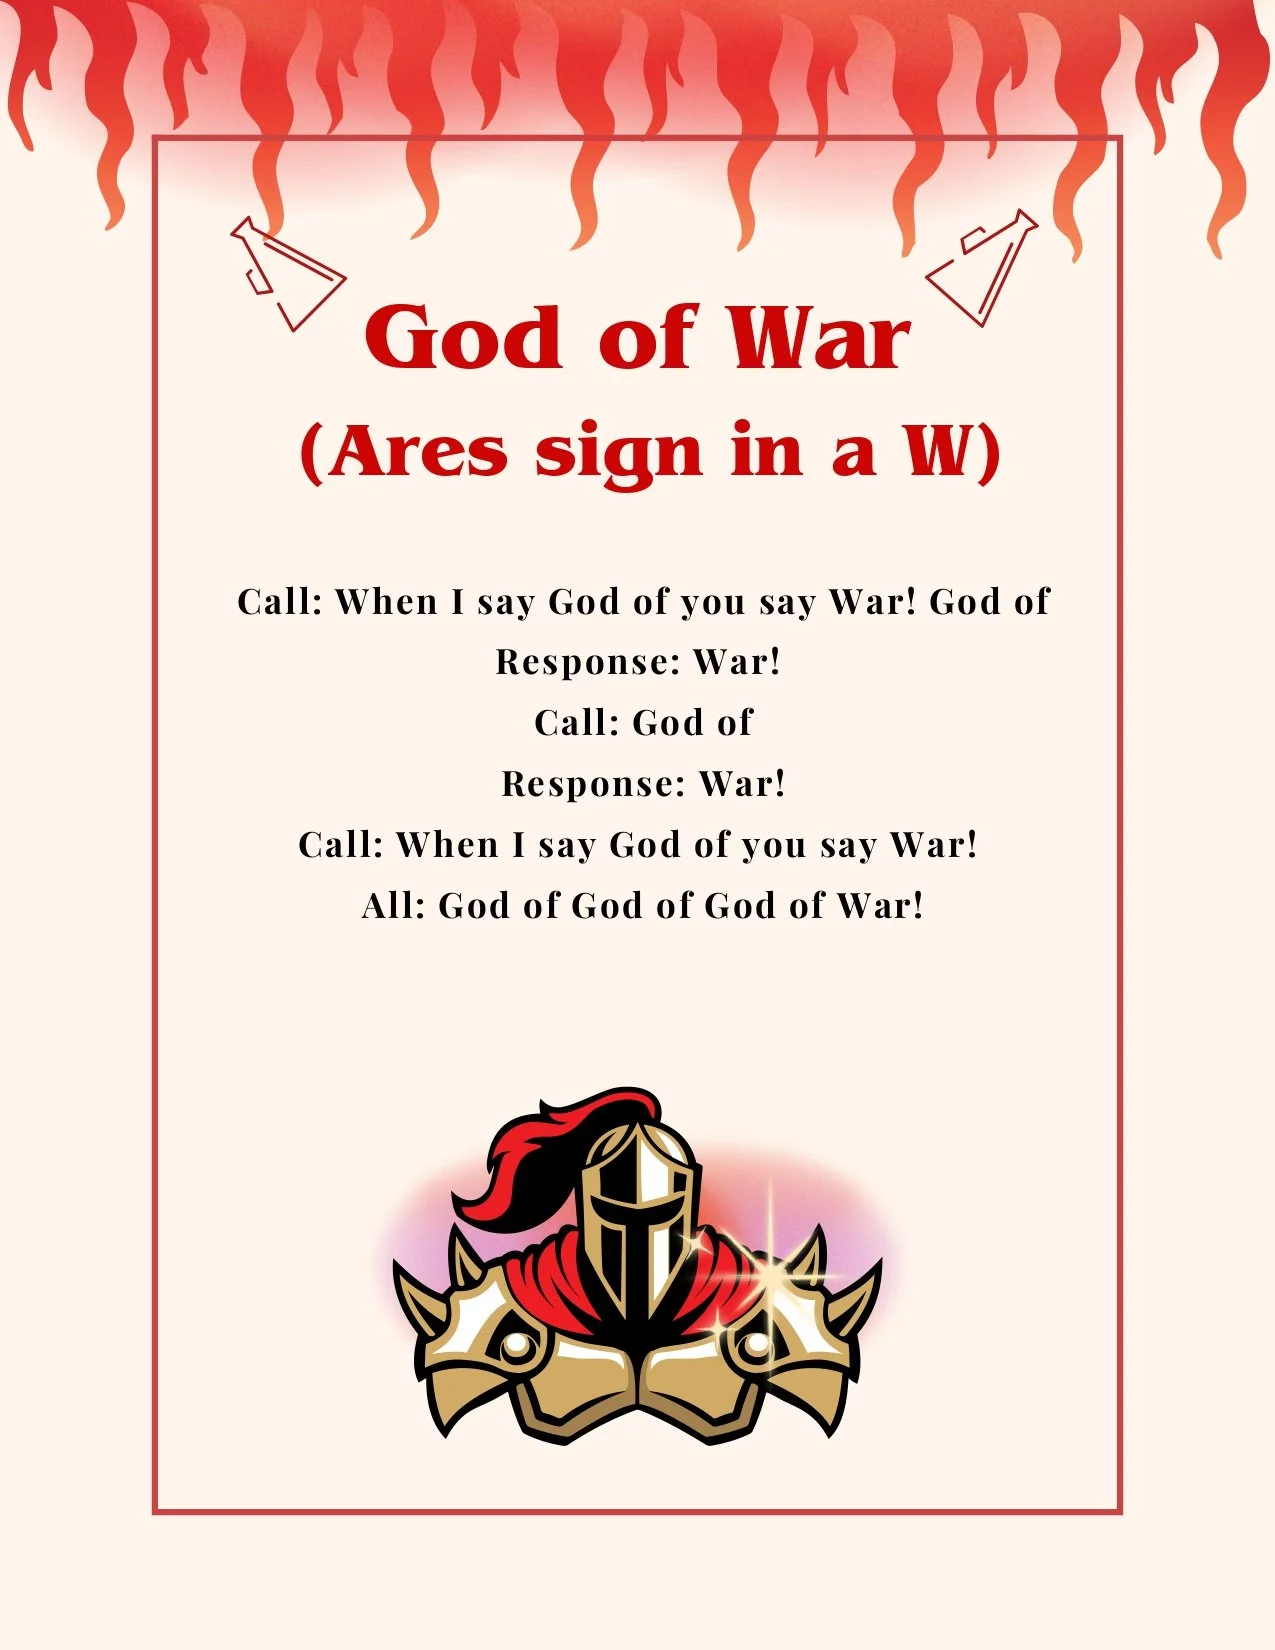 God of War
(Ares sign in a W)
Call: When I say God of you say War! God of
Response: War!
Call: God of
Response: War!
Call: When I say God of you say War!
All: God of God of God of War!